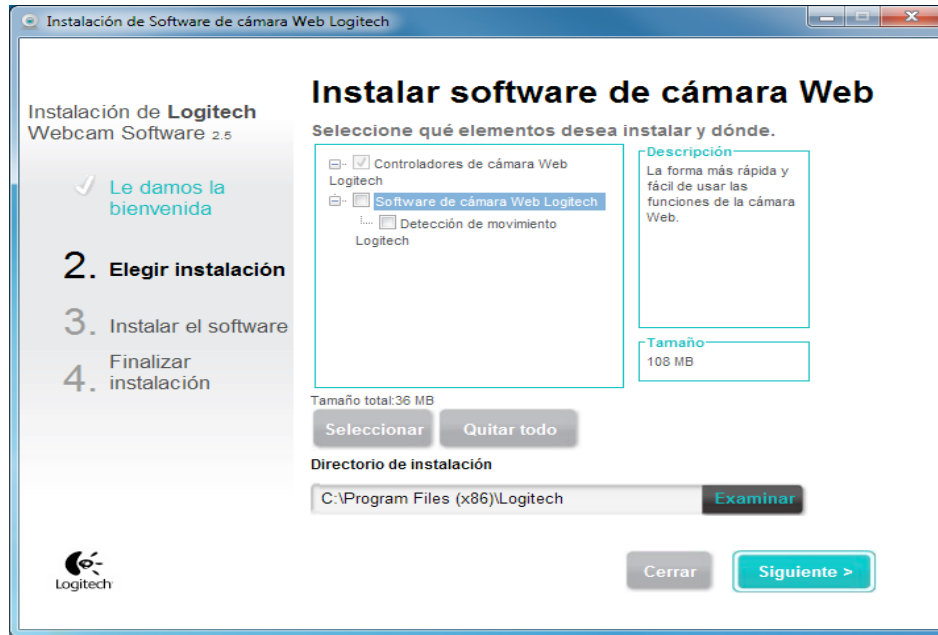 Instalación de Software de cámara Web Logitech
Instalación de Logitech
Webcam Software 2.5
Le damos la
bienvenida
2. Elegir instalación
3. Instalar el software
4. Finalizar
instalación
Logitech
Instalar software de cámara Web
Seleccione qué elementos desea instalar y dónde.
Controladores de cámara Web
Logitech
Software de cámara Web Logitech
Detección de movimiento
Logitech
Descripción
La forma más rápida y
fácil de usar las
funciones de la cámara
Web.
Tamaño
108 MB
Tamaño total:36 MB
Seleccionar
Quitar todo
Directorio de instalación
C:\Program Files (x86)\Logitech
Examinar
Cerrar
Siguiente >